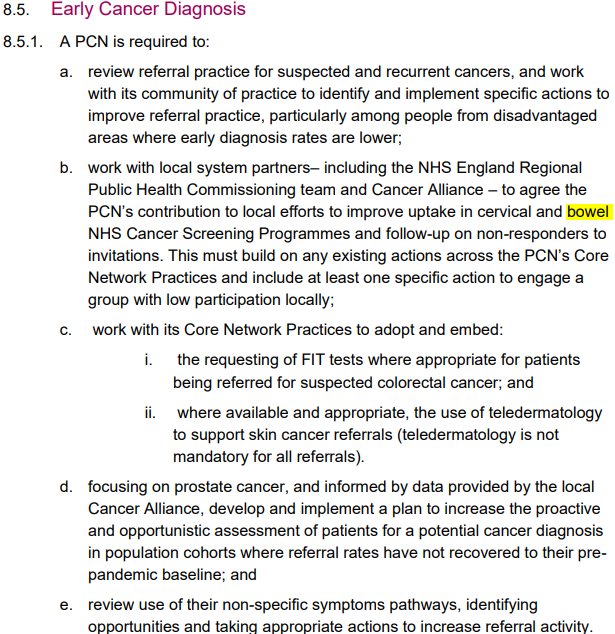 8.5. Early Cancer Diagnosis
8.5.1. A PCN is required to:
a. review referral practice for suspected and recurrent cancers, and work
with its community of practice to identify and implement specific actions to
improve referral practice, particularly among people from disadvantaged
areas where early diagnosis rates are lower;
b. work with local system partners– including the NHS England Regional
Public Health Commissioning team and Cancer Alliance – to agree the
PCN's contribution to local efforts to improve uptake in cervical and bowel
NHS Cancer Screening Programmes and follow-up on non-responders to
invitations. This must build on any existing actions across the PCN's Core
Network Practices and include at least one specific action to engage a
group with low participation locally;
c. work with its Core Network Practices to adopt and embed:
i. the requesting of FIT tests where appropriate for patients
being referred for suspected colorectal cancer; and
ii. where available and appropriate, the use of teledermatology
to support skin cancer referrals (teledermatology is not
mandatory for all referrals).
d. focusing on prostate cancer, and informed by data provided by the local
Cancer Alliance, develop and implement a plan to increase the proactive
and opportunistic assessment of patients for a potential cancer diagnosis
in population cohorts where referral rates have not recovered to their pre-
pandemic baseline; and
e. review use of their non-specific symptoms pathways, identifying
opportunities and taking appropriate actions to increase referral activity.